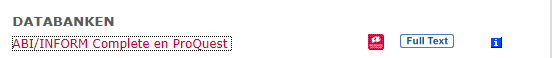 DATABANKEN
ABI/INFORM Complete en ProQuest Full Text i